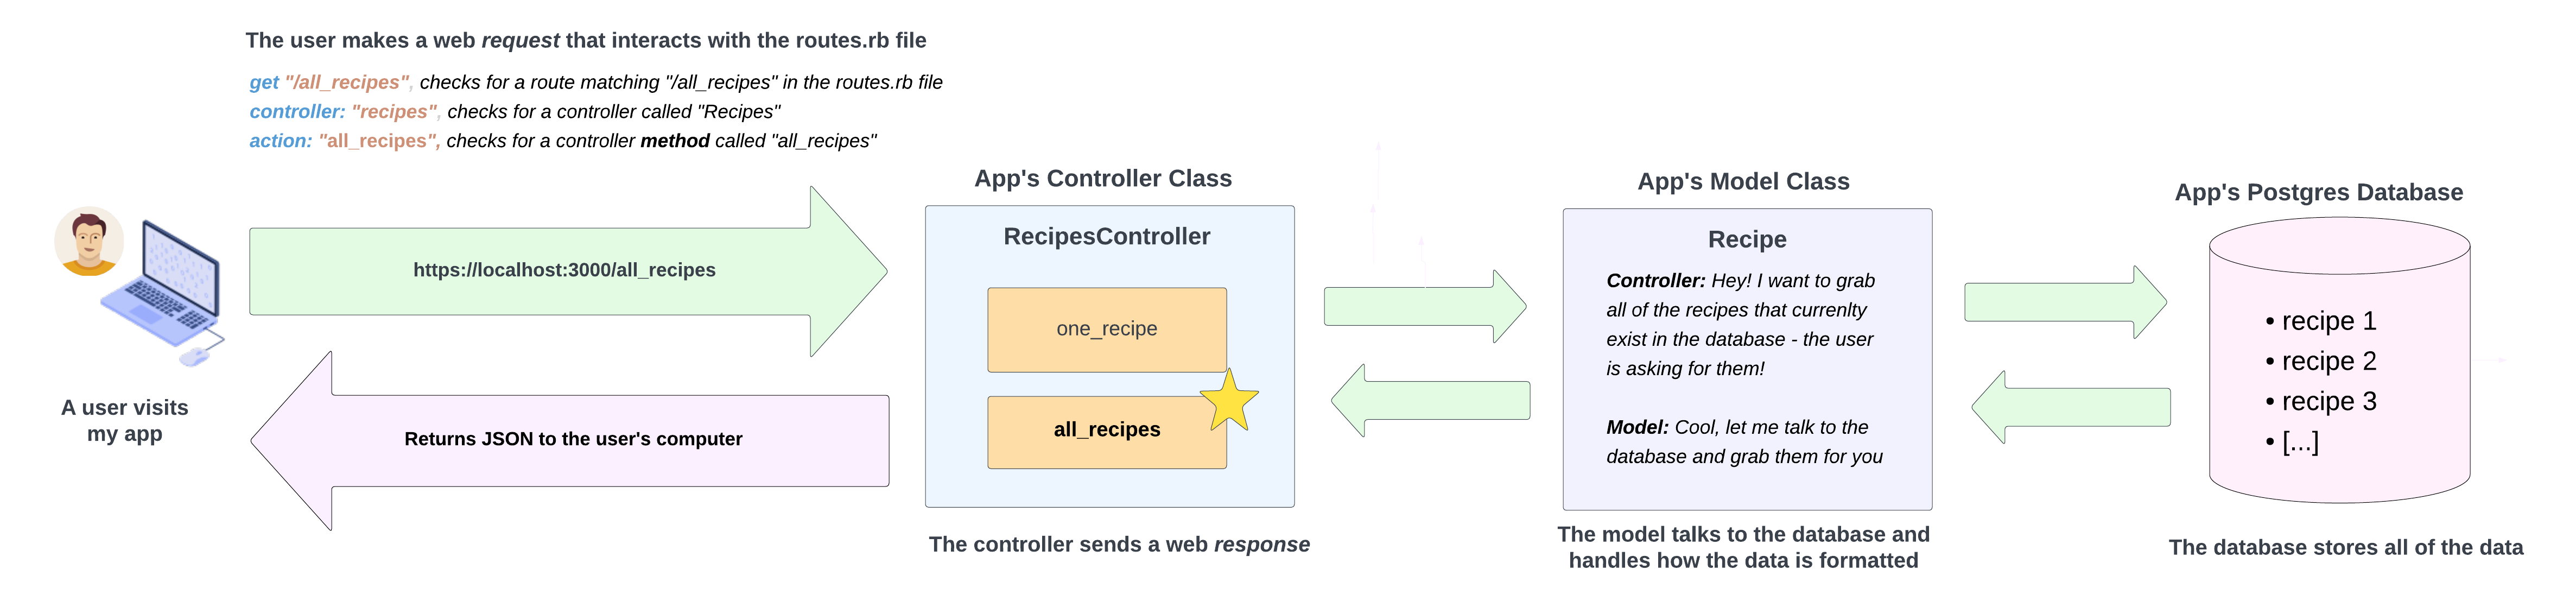 The user makes a web request that interacts with the routes.rb file
get "/all_recipes", checks for a route matching "/all_recipes" in the routes.rb file
controller: "recipes", checks for a controller called "Recipes"
action: "all_recipes", checks for a controller method called "all_recipes"
https://localhost:3000/all_recipes
A user visits
my app
Returns JSON to the user's computer
App's Controller Class
RecipesController
one_recipe
all_recipes
The controller sends a web response
App's Model Class
Recipe
Controller: Hey! I want to grab
all of the recipes that currenlty
exist in the database - the user
is asking for them!
Model: Cool, let me talk to the
database and grab them for you
The model talks to the database and
handles how the data is formatted
App's Postgres Database
• recipe 1
• recipe 2
• recipe 3
• [...]
The database stores all of the data